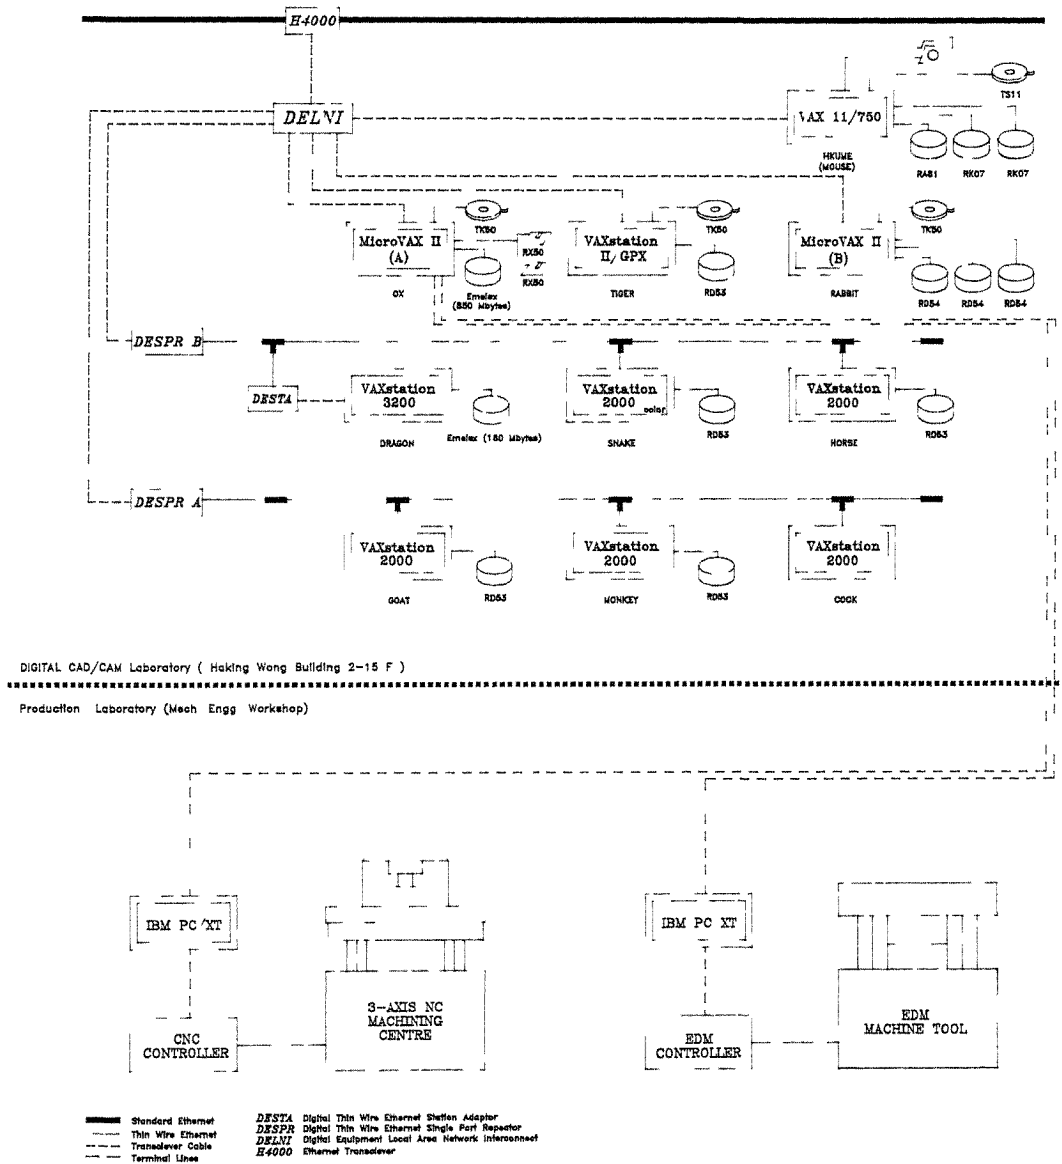 H4000
DELNI
VAX 11/750
TS11
HKUME
(MOUSE)
RA81
RK07
RK07
MicroVAX II
(A)
OX
TK50
RX50
RX50
Emelex
(850 Mbytes)
VAXstation
II/GPX
TIGER
TK50
RD53
MicroVAX II
(B)
RABBIT
TK50
RD54
RD54
RD54
DESPR B
DESTA
VAXstation
3200
DRAGON
Emelex (180 Mbytes)
VAXstation
2000
color
SNAKE
RD53
VAXstation
2000
HORSE
RD53
DESPR A
VAXstation
2000
GOAT
RD53
VAXstation
2000
MONKEY
RD53
VAXstation
2000
COCK
DIGITAL CAD/CAM Laboratory ( Haking Wong Building 2-15 F )
Production Laboratory (Mech Engg Workshop)
IBM PC/XT
CNC
CONTROLLER
3-AXIS NC
MACHINING
CENTRE
IBM PC XT
EDM
CONTROLLER
EDM
MACHINE TOOL
Standard Ethernet
Thin Wire Ethernet
Transciever Cable
Terminal Lines
DESTA Digital Thin Wire Ethernet Station Adaptor
DESPR Digital Thin Wire Ethernet Single Port Repeator
DELNI Digital Equipment Local Area Network Interconnect
H4000 Ethernet Transciever